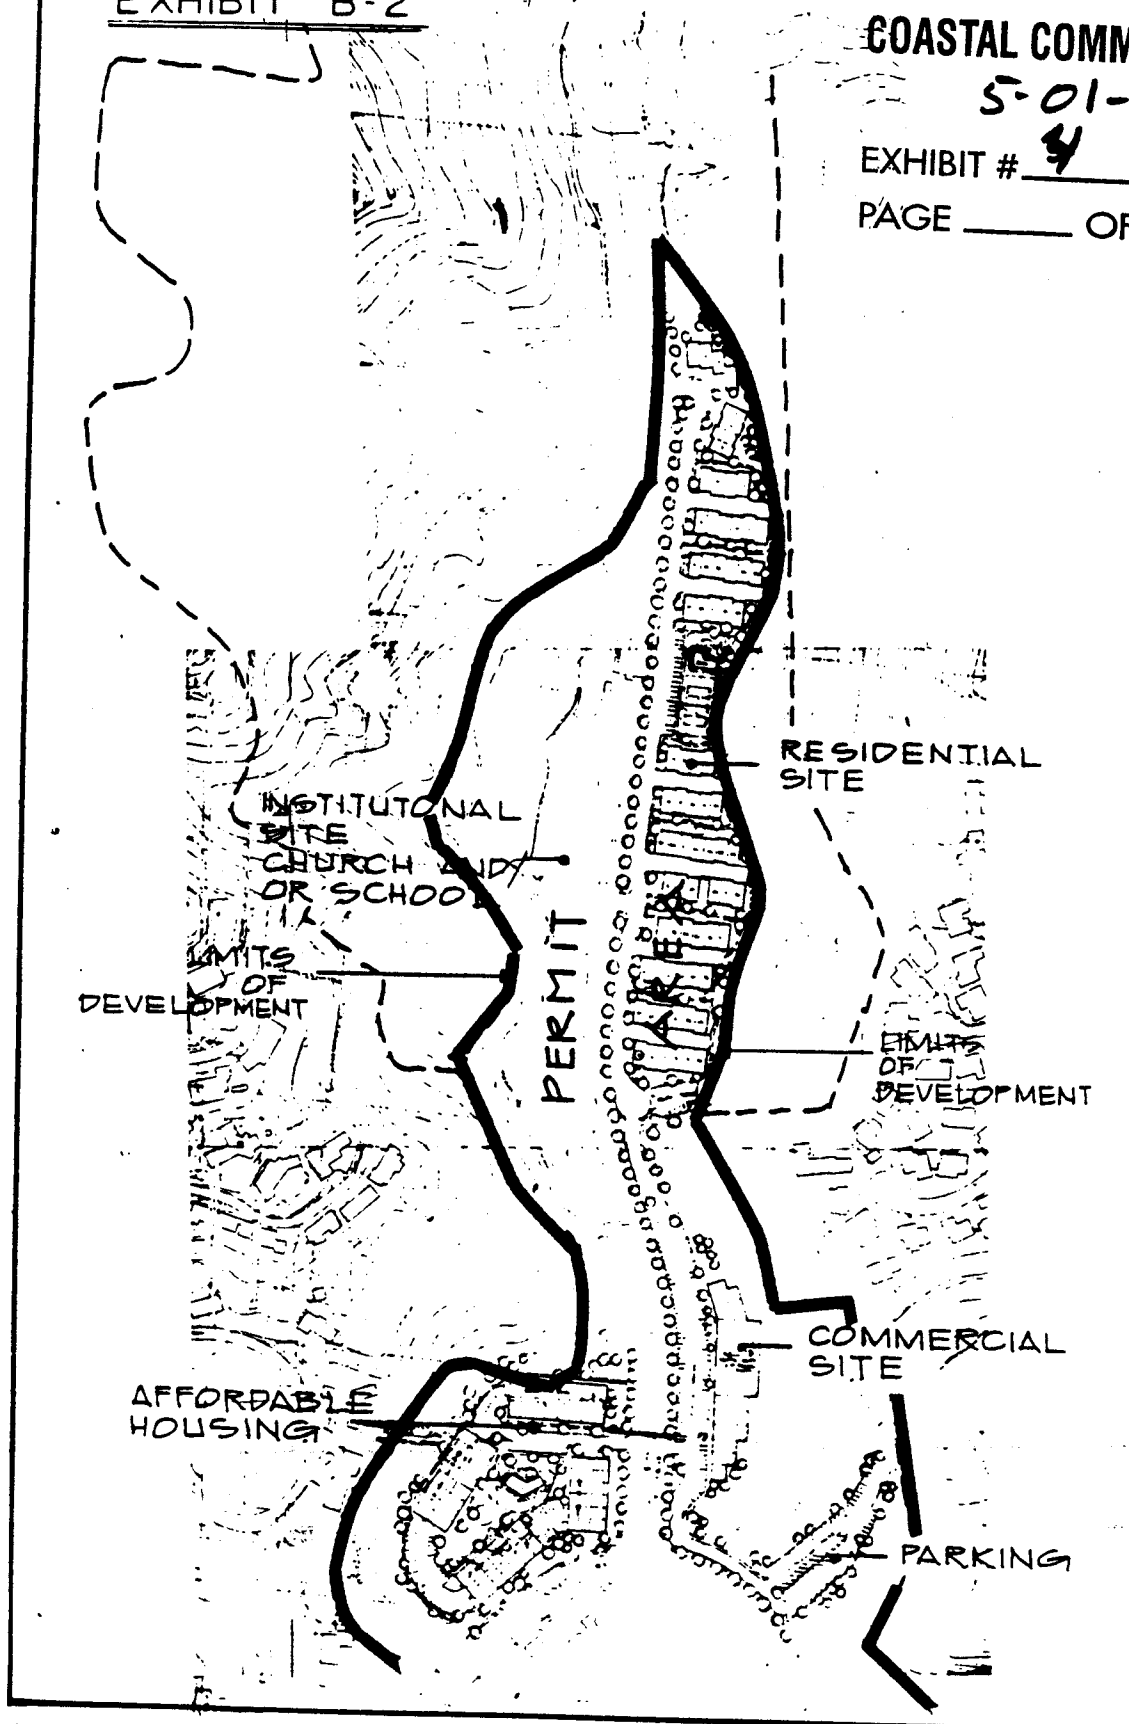 EXHIBIT B-2
COASTAL COMM
5-01-
EXHIBIT # 4
PAGE ______ OF
RESIDENTIAL
SITE
INSTITUTONAL
SITE
CHURCH AND/
OR SCHOOL
PERMIT
AREA
LIMITS
OF
DEVELOPMENT
LIMITS
OF
DEVELOPMENT
COMMERCIAL
SITE
AFFORDABLE
HOUSING
PARKING